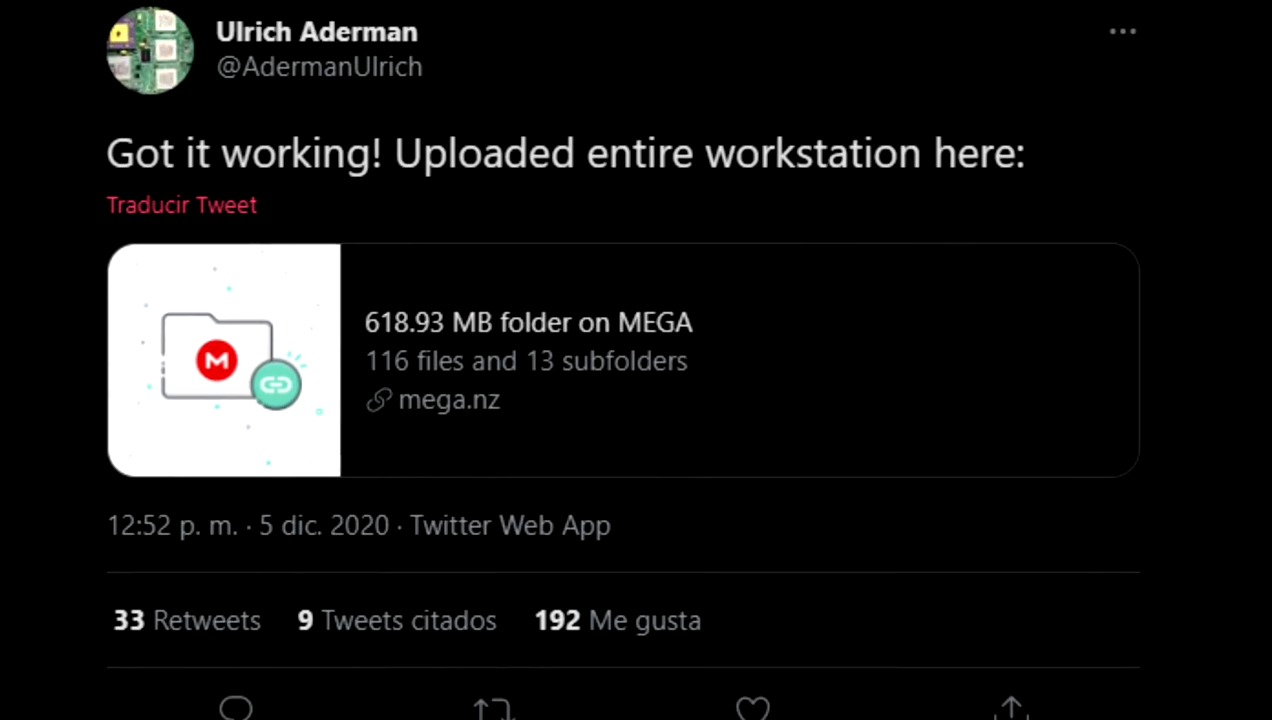 Ulrich Aderman
@AdermanUlrich
Got it working! Uploaded entire workstation here:
Traducir Tweet
618.93 MB folder on MEGA
116 files and 13 subfolders
mega.nz
12:52 p. m. · 5 dic. 2020 · Twitter Web App
33 Retweets 9 Tweets citados 192 Me gusta